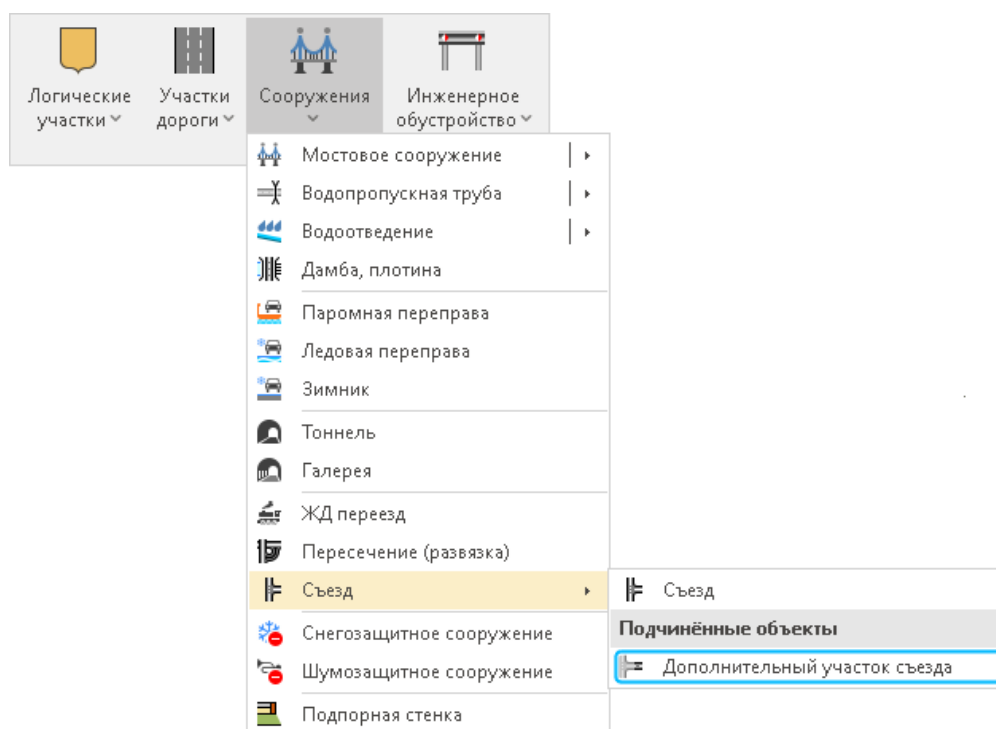 Логические
участки
Участки
дороги
Сооружения
Инженерное
обустройство
Мостовое сооружение
Водопропускная труба
Водоотведение
Дамба, плотина
Паромная переправа
Ледовая переправа
Зимник
Тоннель
Галерея
ЖД переезд
Пересечение (развязка)
Съезд
Съезд
Подчинённые объекты
Снегозащитное сооружение
Дополнительный участок съезда
Шумозащитное сооружение
Подпорная стенка